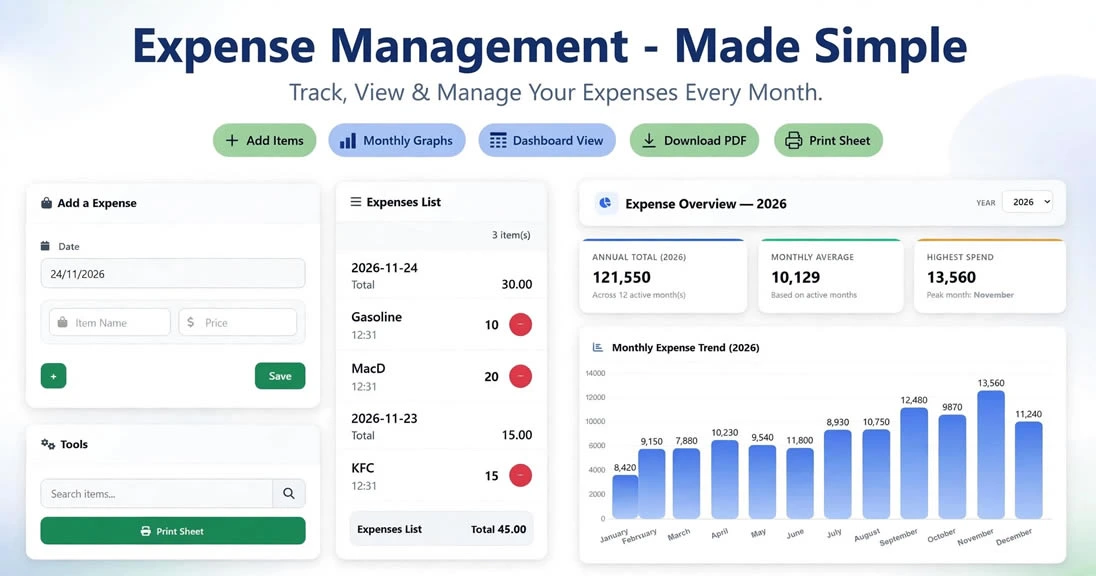 Expense Management - Made Simple
Track, View & Manage Your Expenses Every Month.
Add Items
Monthly Graphs
Dashboard View
Download PDF
Print Sheet
Add a Expense
Date
24/11/2026
Item Name
$ Price
+
Save
Tools
Search items...
Print Sheet
Expenses List
3 item(s)
2026-11-24
Total 30.00
Gasoline 10
12:31
MacD 20
12:31
2026-11-23
Total 15.00
KFC 15
12:31
Expenses List Total 45.00
Expense Overview — 2026
YEAR 2026
ANNUAL TOTAL (2026)
121,550
Across 12 active month(s)
MONTHLY AVERAGE
10,129
Based on active months
HIGHEST SPEND
13,560
Peak month: November
Monthly Expense Trend (2026)
14000
12000
10000
6000
4000
2000
0
8,420
9,150
7,880
10,230
9,540
11,800
8,930
10,750
12,480
9870
13,560
11,240
January
February
March
April
May
June
July
August
September
October
November
December